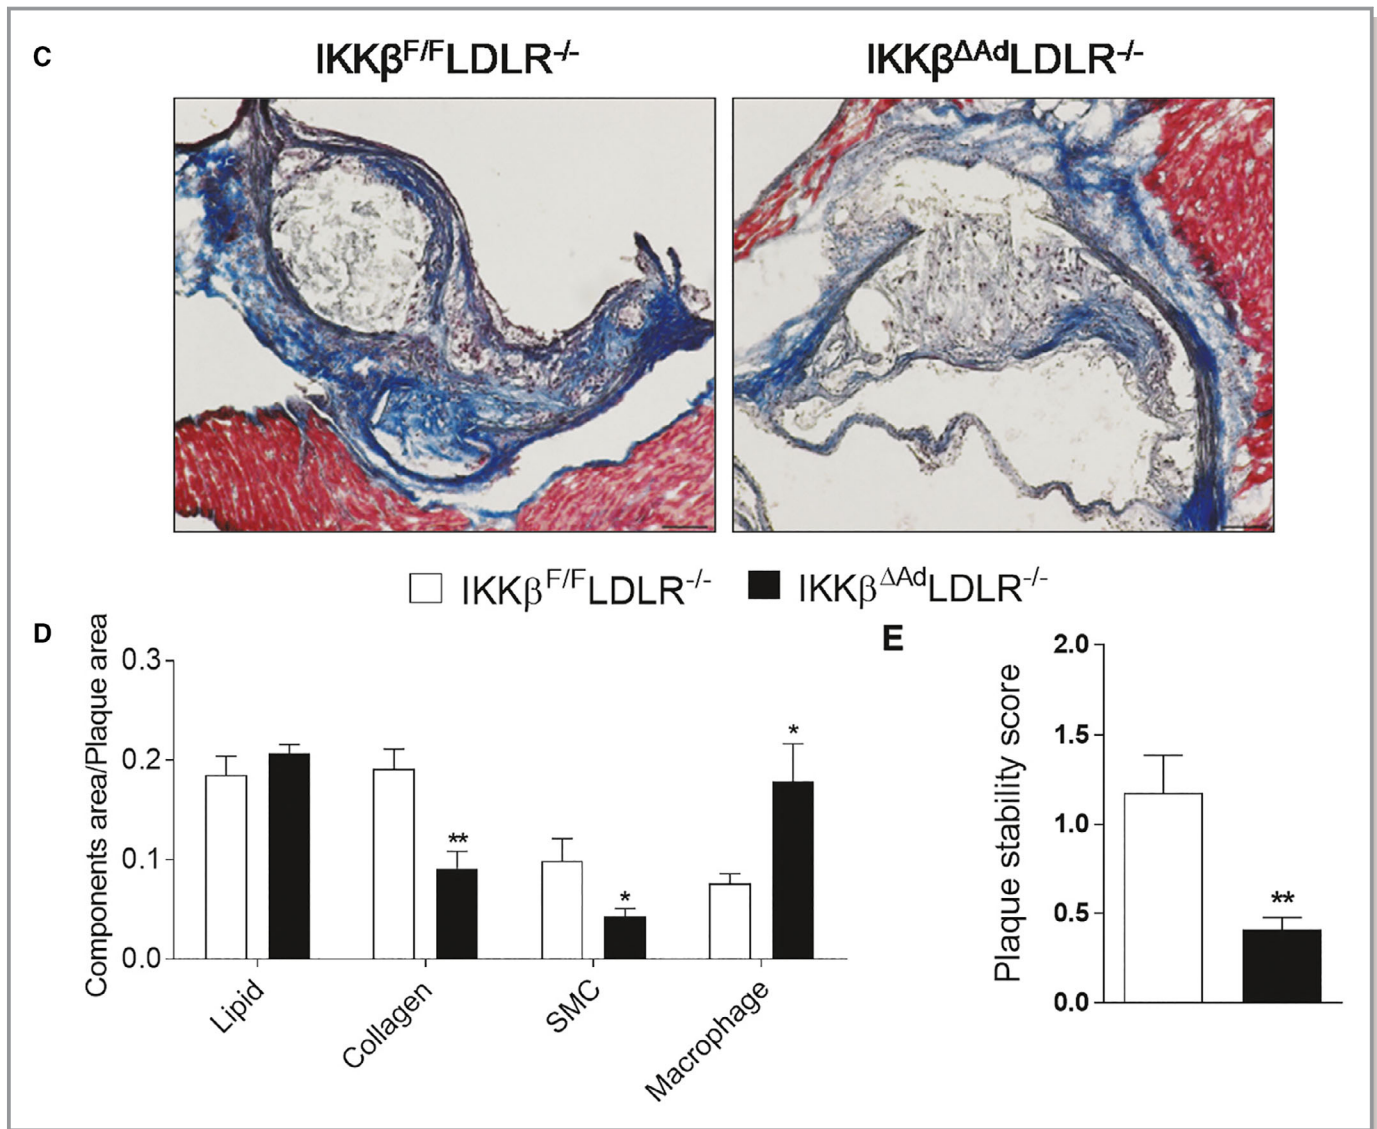 C
IKKβF/FLDLR-/-
IKKβΔAdLDLR-/-
IKKβF/FLDLR-/-
IKKβΔAdLDLR-/-
D
Components area/Plaque area
0.3
0.2
0.1
0.0
**
*
*
Lipid
Collagen
SMC
Macrophage
E
Plaque stability score
2.0
1.5
1.0
0.5
0.0
**